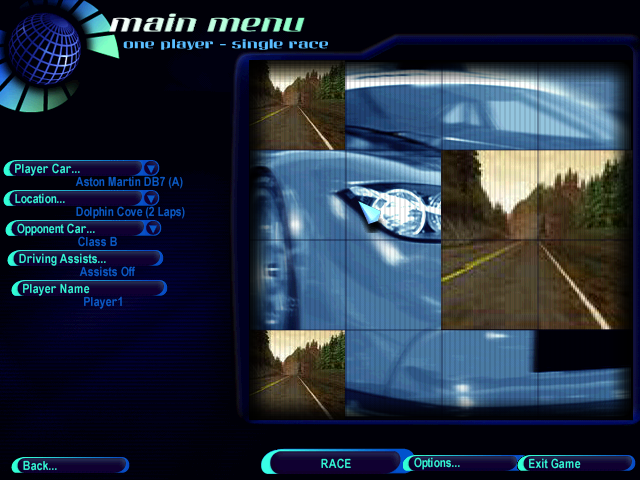 main menu
one player - single race
Player Car...
Aston Martin DB7 (A)
Location...
Dolphin Cove (2 Laps)
Opponent Car...
Class B
Driving Assists...
Assists Off
Player Name
Player1
Back...
RACE
Options...
Exit Game